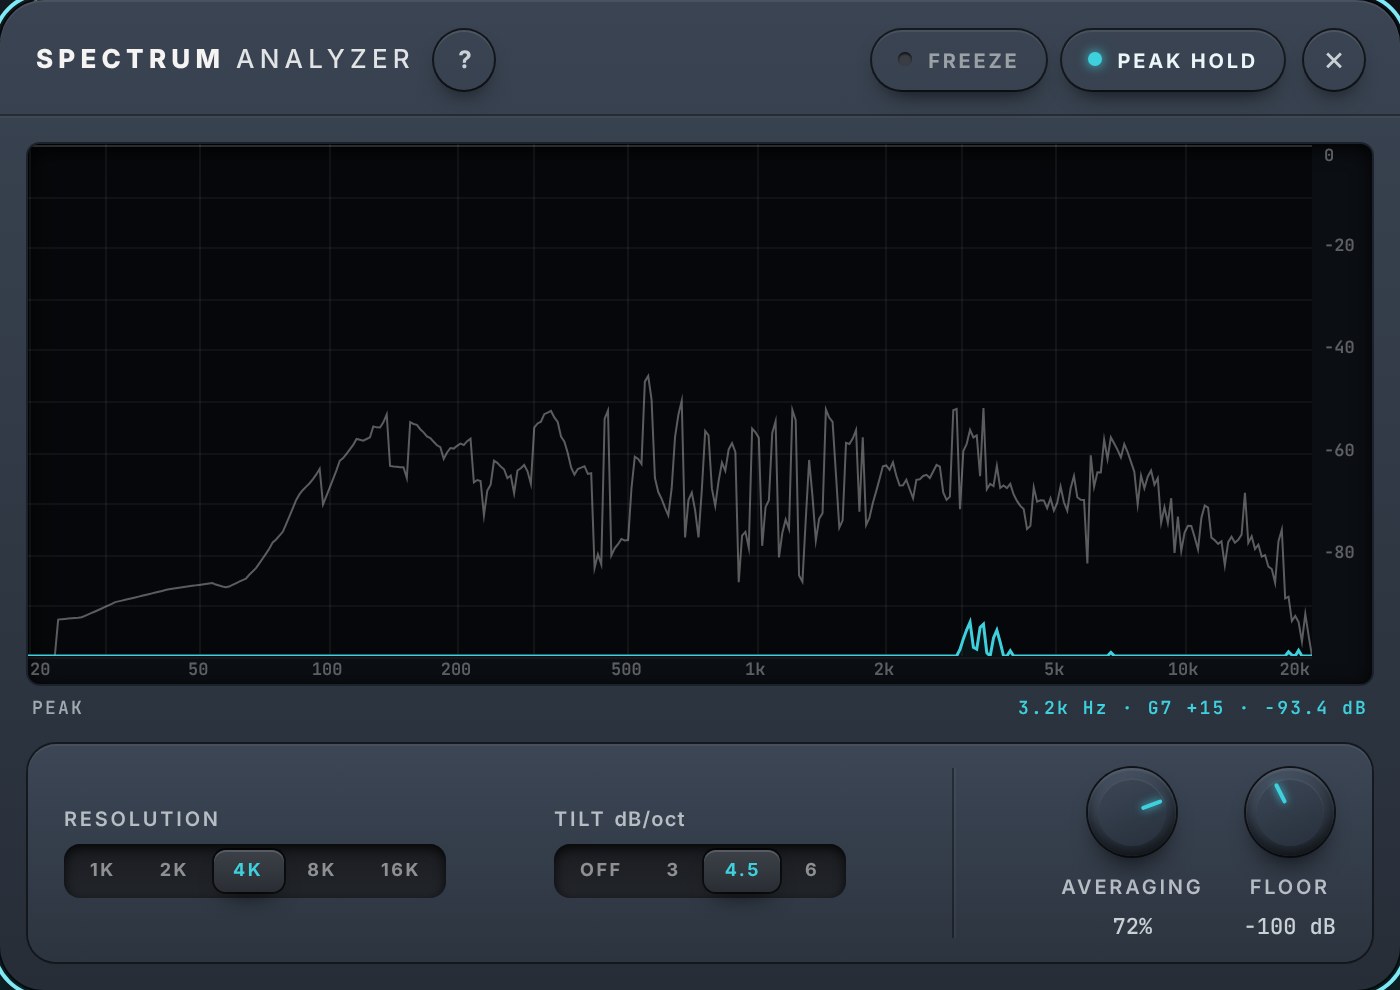 SPECTRUM ANALYZER ?
FREEZE
PEAK HOLD
✕
0
-20
-40
-60
-80
20 50 100 200 500 1k 2k 5k 10k 20k
PEAK
3.2k Hz · G7 +15 · -93.4 dB
RESOLUTION
1K 2K 4K 8K 16K
TILT dB/oct
OFF 3 4.5 6
AVERAGING
72%
FLOOR
-100 dB